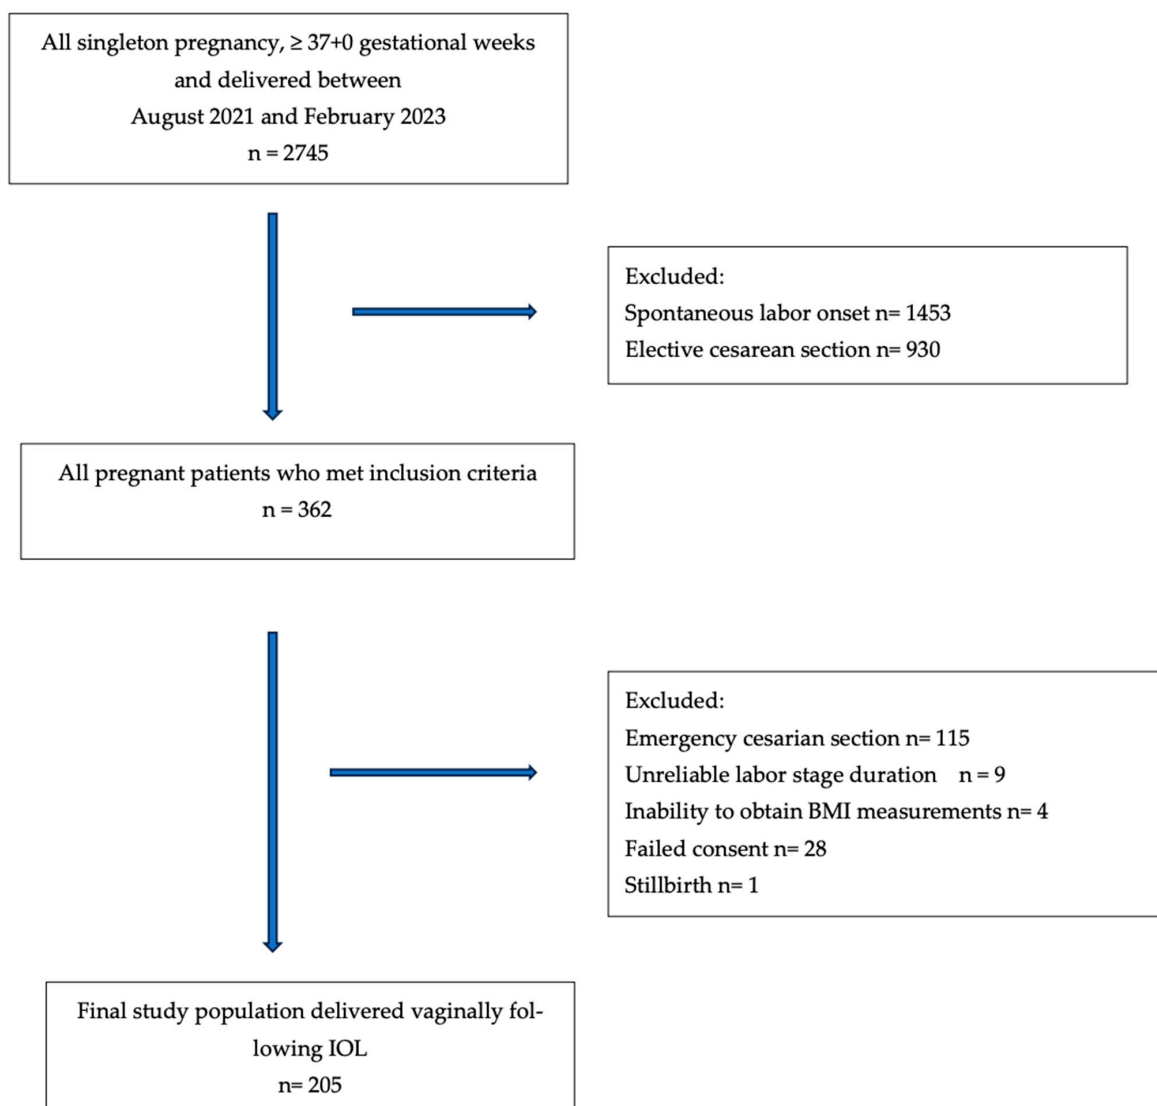 All singleton pregnancy, ≥ 37+0 gestational weeks
and delivered between
August 2021 and February 2023
n = 2745
Excluded:
Spontaneous labor onset n= 1453
Elective cesarean section n= 930
All pregnant patients who met inclusion criteria
n = 362
Excluded:
Emergency cesarian section n= 115
Unreliable labor stage duration n = 9
Inability to obtain BMI measurements n= 4
Failed consent n= 28
Stillbirth n= 1
Final study population delivered vaginally fol-
lowing IOL
n= 205